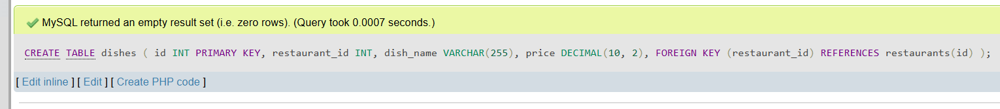 MySQL returned an empty result set (i.e. zero rows). (Query took 0.0007 seconds.)
CREATE TABLE dishes ( id INT PRIMARY KEY, restaurant_id INT, dish_name VARCHAR(255), price DECIMAL(10, 2), FOREIGN KEY (restaurant_id) REFERENCES restaurants(id) );
[ Edit inline ] [ Edit ] [ Create PHP code ]